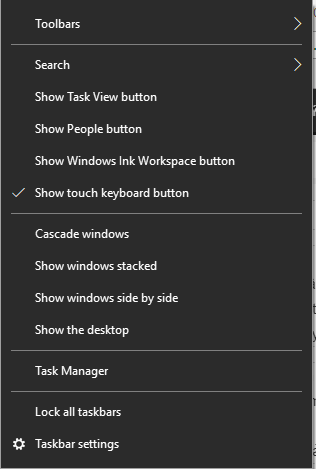 Toolbars
Search
Show Task View button
Show People button
Show Windows Ink Workspace button
Show touch keyboard button
Cascade windows
Show windows stacked
Show windows side by side
Show the desktop
Task Manager
Lock all taskbars
Taskbar settings